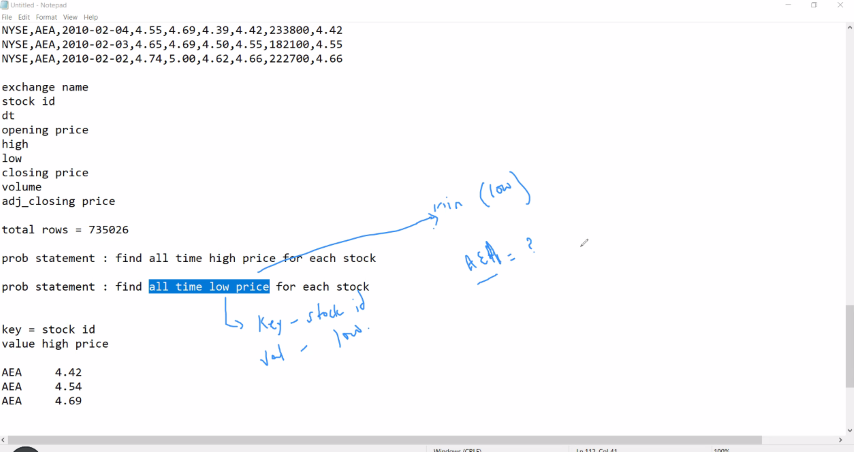 Untitled - Notepad
File Edit Format View Help
NYSE,AEA,2010-02-04,4.55,4.69,4.39,4.42,233800,4.42
NYSE,AEA,2010-02-03,4.65,4.69,4.50,4.55,182100,4.55
NYSE,AEA,2010-02-02,4.74,5.00,4.62,4.66,222700,4.66
exchange name
stock id
dt
opening price
high
low
closing price
volume
adj_closing price
min (low)
total rows = 735026
AEA = ?
prob statement : find all time high price for each stock
prob statement : find all time low price for each stock
Key - stock id
val - low.
key = stock id
value high price
AEA 4.42
AEA 4.54
AEA 4.69
Windows (CRLF) Ln 112, Col 41 100%